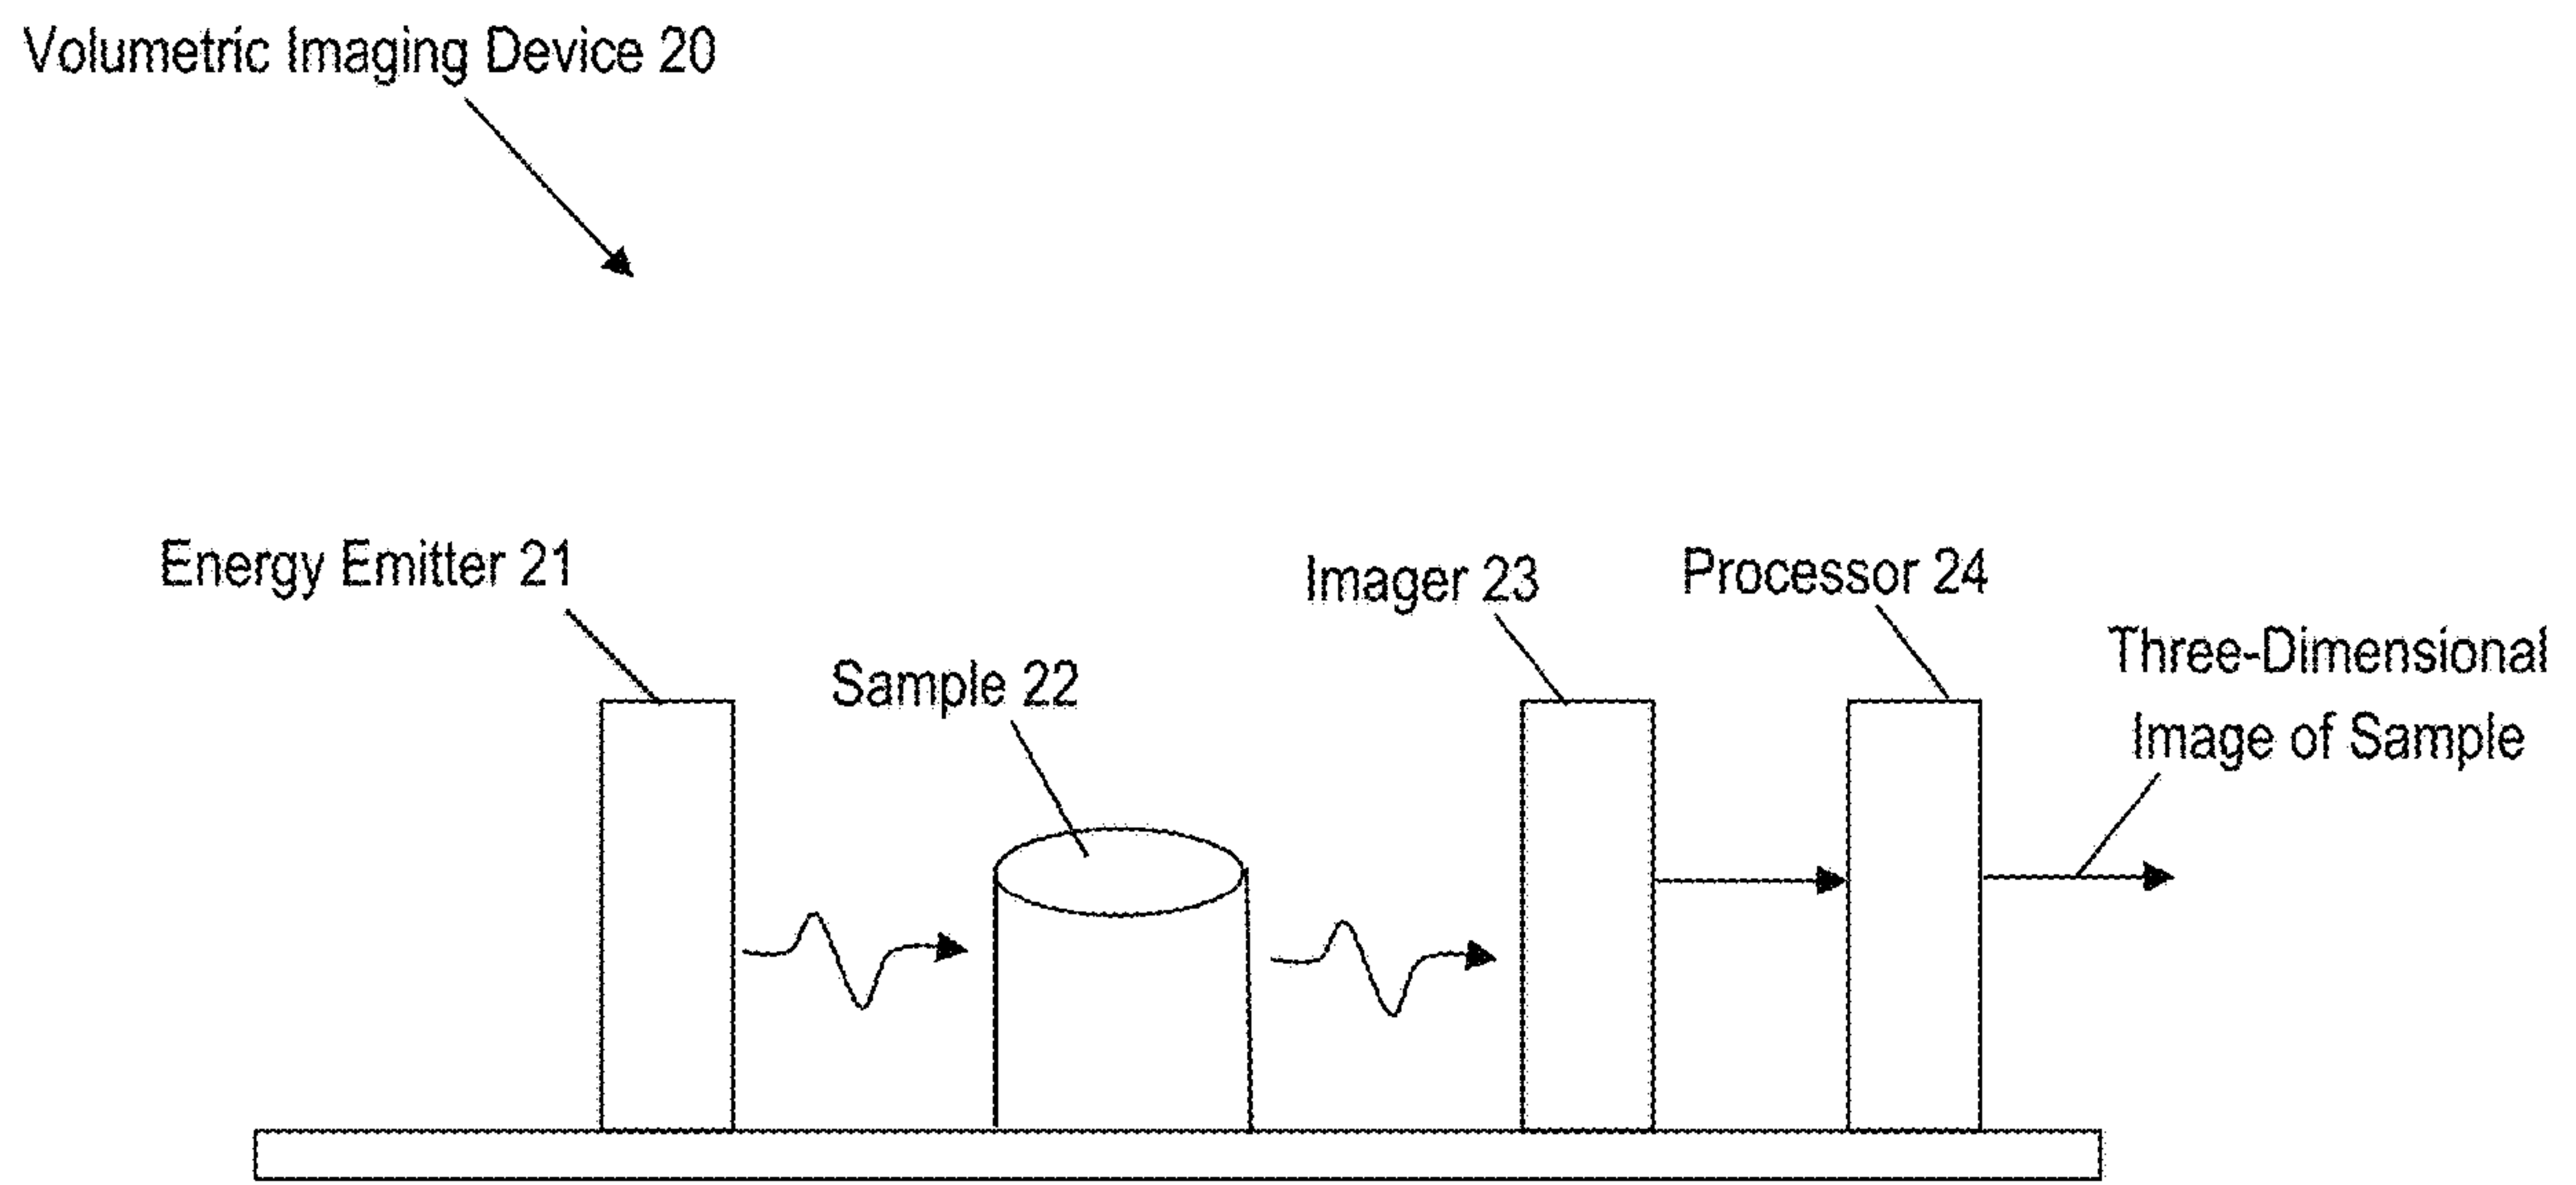 Volumetric Imaging Device 20
Energy Emitter 21
Sample 22
Imager 23
Processor 24
Three-Dimensional
Image of Sample